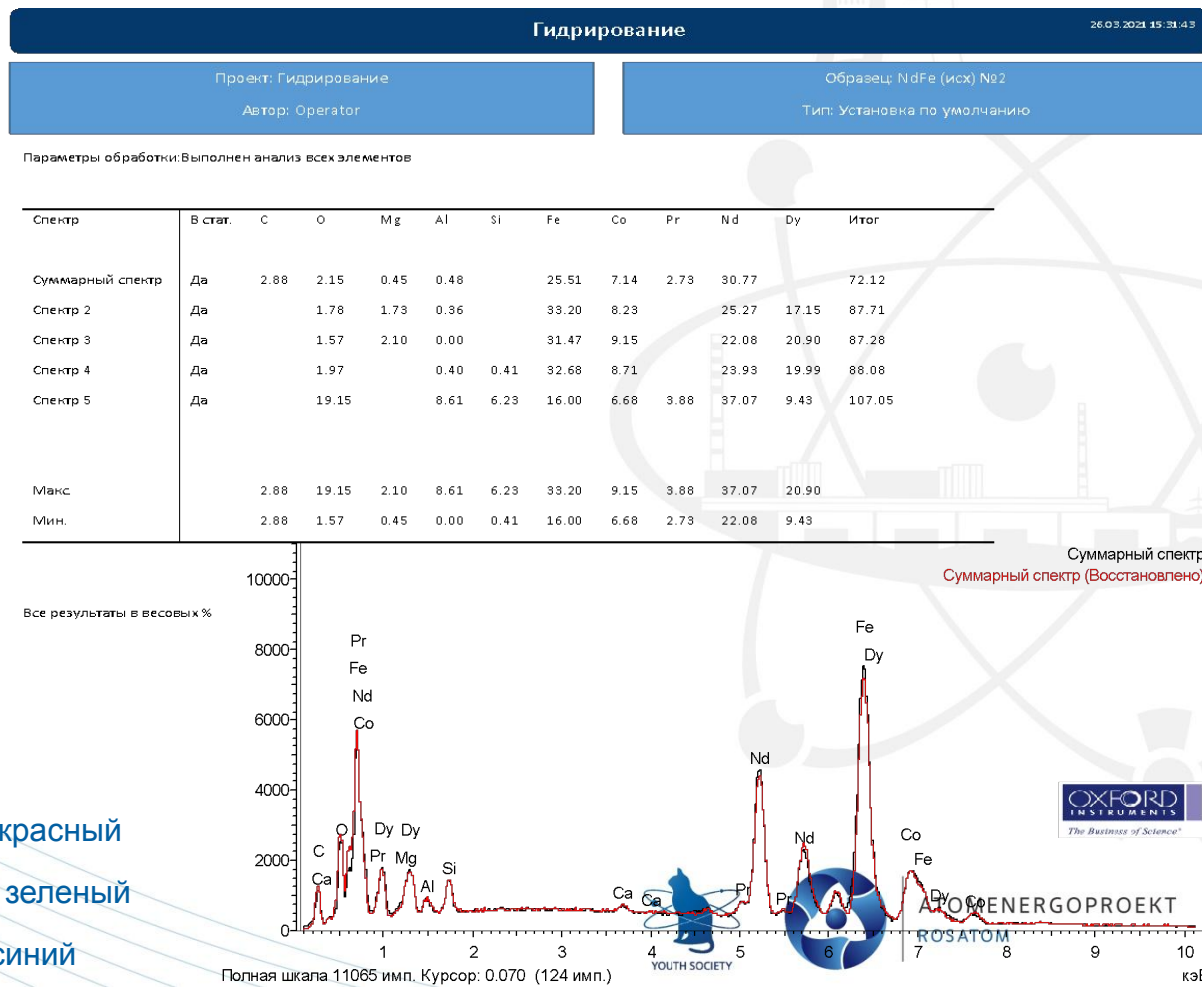 Гидрирование
26.03.2021 15:31:43
Проект: Гидрирование
Автор: Operator
Образец: NdFe (исх) №2
Тип: Установка по умолчанию
Параметры обработки:Выполнен анализ всех элементов
Спектр В стат. C O Mg Al Si Fe Co Pr Nd Dy Итог
Суммарный спектр Да 2.88 2.15 0.45 0.48 25.51 7.14 2.73 30.77 72.12
Спектр 2 Да 1.78 1.73 0.36 33.20 8.23 25.27 17.15 87.71
Спектр 3 Да 1.57 2.10 0.00 31.47 9.15 22.08 20.90 87.28
Спектр 4 Да 1.97 0.40 0.41 32.68 8.71 23.93 19.99 88.08
Спектр 5 Да 19.15 8.61 6.23 16.00 6.68 3.88 37.07 9.43 107.05
Макс. 2.88 19.15 2.10 8.61 6.23 33.20 9.15 3.88 37.07 20.90
Мин. 2.88 1.57 0.45 0.00 0.41 16.00 6.68 2.73 22.08 9.43
Суммарный спектр
Суммарный спектр (Восстановлено)
Все результаты в весовых %
10000
8000
6000
4000
2000
0
Pr
Fe
Nd
Co
Fe
Dy
Nd
O Dy Dy
C Pr Mg Si
Ca Al
Ca Ca
Pr
Nd
Pr
Co
Fe
Dy Co
красный
зеленый
синий
OXFORD
INSTRUMENTS
The Business of Science®
YOUTH SOCIETY
ATOMENERGOPROEKT
ROSATOM
1 2 3 4 5 6 7 8 9 10
Полная шкала 11065 имп. Курсор: 0.070 (124 имп.)
кэВ